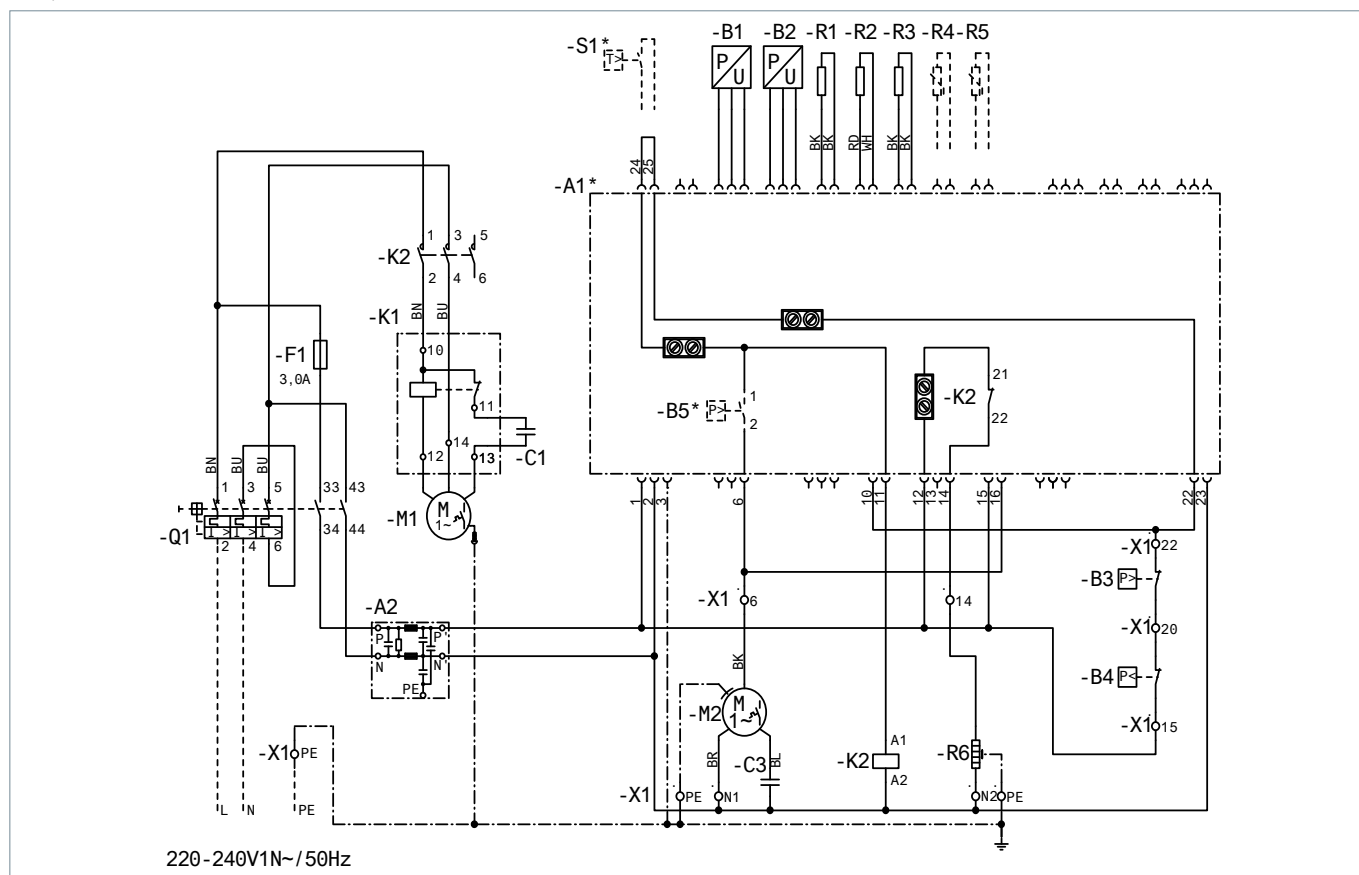 -S1*
T>
-B1
-B2
-R1
-R2
-R3
-R4
-R5
P
U
P
U
BK
BK
RD
WH
BK
BK
24
25
-A1*
1
3
5
-K2
2
4
6
BN
BU
-K1
10
-F1
3,0A
11
21
-K2
22
1
-B5*
P>
2
14
12
13
-C1
BN
BU
BU
1
3
5
33
43
-M1
M
1~
1
2
3
6
10
11
12
13
14
15
16
22
23
-Q1
I >
I >
I >
2
4
6
34
44
-X1
22
-B3
P>
-X1
6
14
-A2
P
P'
N
N'
PE
-X1
20
BK
-B4
P<
-M2
M
1~
-X1
15
-X1
PE
BR
-C3
BL
-K2
A1
A2
-R6
-X1
PE
N1
N2
PE
L
N
PE
220-240V1N~/50Hz